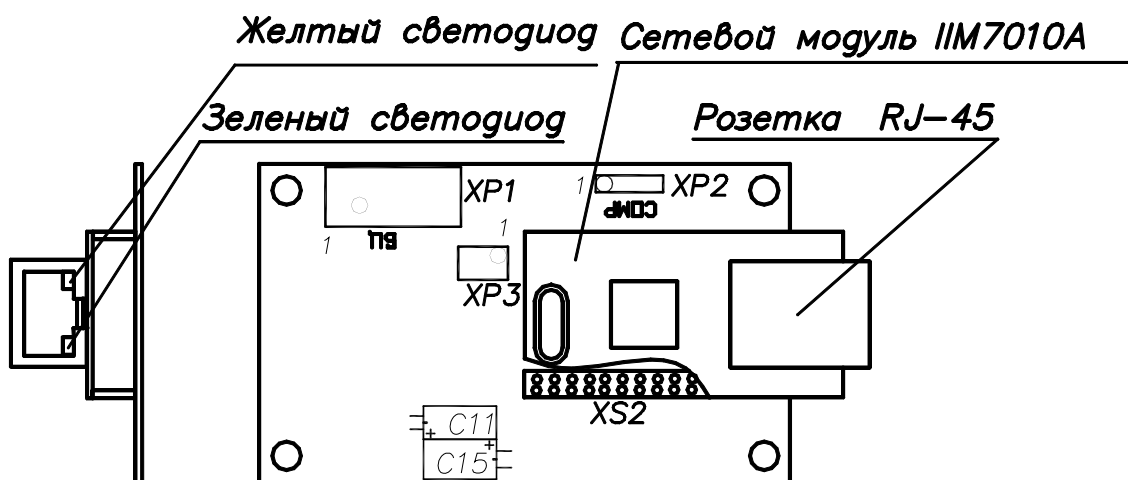 Желтый светодиод Сетевой модуль IIM7010A
Зеленый светодиод Розетка RJ-45
XP1 1 XP2
COMP
1 1
БЦ
XP3
XS2
+ C11
+
C15